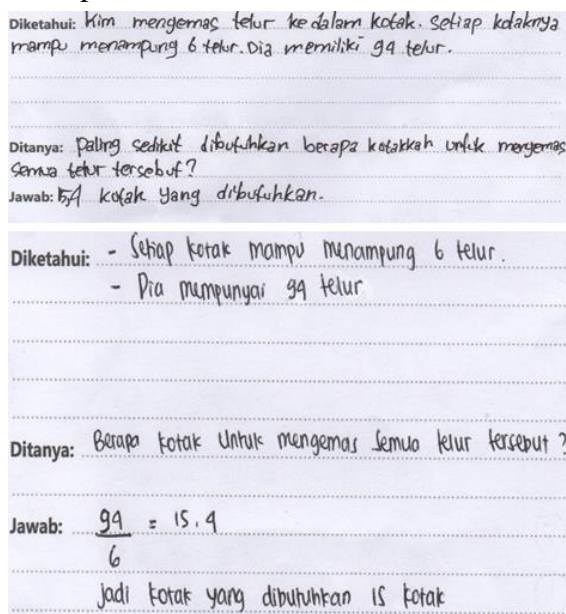 Diketahui: Kim mengemas telur kedalam kotak. Setiap kotaknya
mampu menampung 6 telur. Dia memiliki 94 telur.
Ditanya: paling sedikit dibutuhkan berapa kotakkah untuk mengemas
semua telur tersebut?
Jawab: kotak yang dibutuhkan.
Diketahui: - Setiap kotak mampu menampung 6 telur.
- Dia mempunyai 94 telur
Ditanya: Berapa kotak untuk mengemas semua telur tersebut?
Jawab: 94 = 15.4
6
jadi kotak yang dibutuhkan 15 kotak